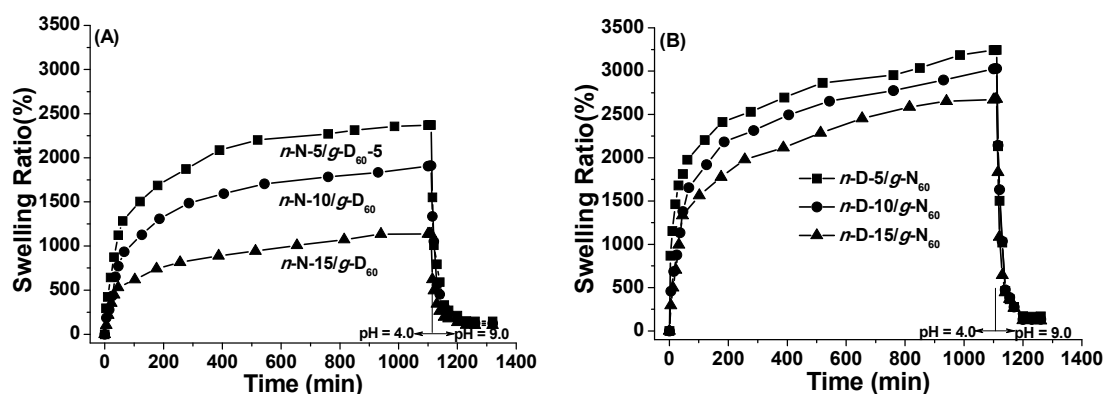 (A)
Swelling Ratio(%)
3500
3000
2500
2000
1500
1000
500
0
n-N-5/g-D60-5
n-N-10/g-D60
n-N-15/g-D60
pH = 4.0
pH = 9.0
0 200 400 600 800 1000 1200 1400
Time (min)
(B)
Swelling Ratio(%)
3500
3000
2500
2000
1500
1000
500
0
n-D-5/g-N60
n-D-10/g-N60
n-D-15/g-N60
pH = 4.0
pH = 9.0
0 200 400 600 800 1000 1200 1400
Time (min)